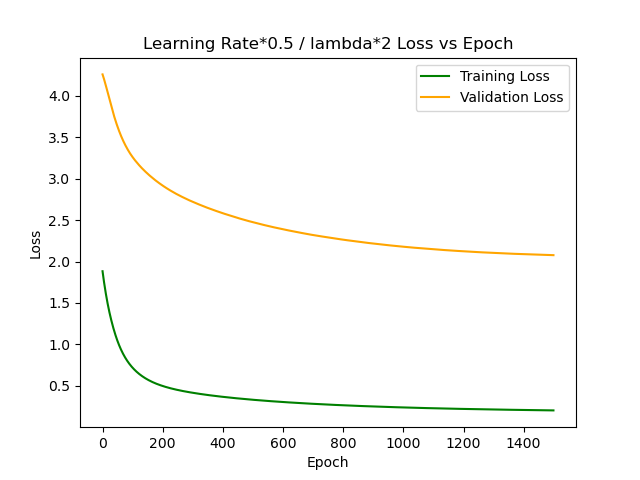 Learning Rate*0.5 / lambda*2 Loss vs Epoch
Training Loss
Validation Loss
4.0
3.5
3.0
2.5
2.0
1.5
1.0
0.5
Loss
0 200 400 600 800 1000 1200 1400
Epoch